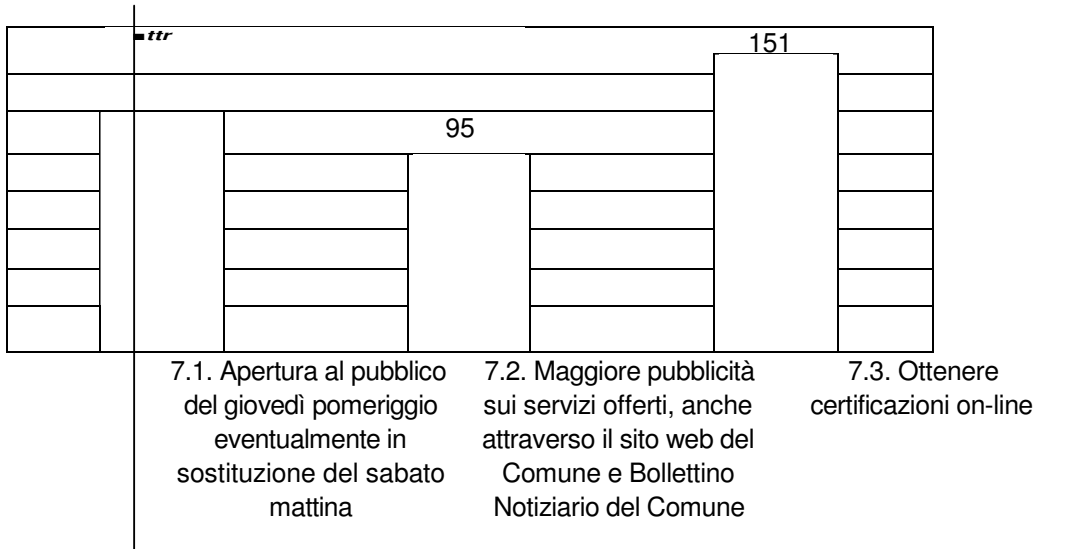 ttr
151
95
7.1. Apertura al pubblico
del giovedì pomeriggio
eventualmente in
sostituzione del sabato
mattina
7.2. Maggiore pubblicità
sui servizi offerti, anche
attraverso il sito web del
Comune e Bollettino
Notiziario del Comune
7.3. Ottenere
certificazioni on-line